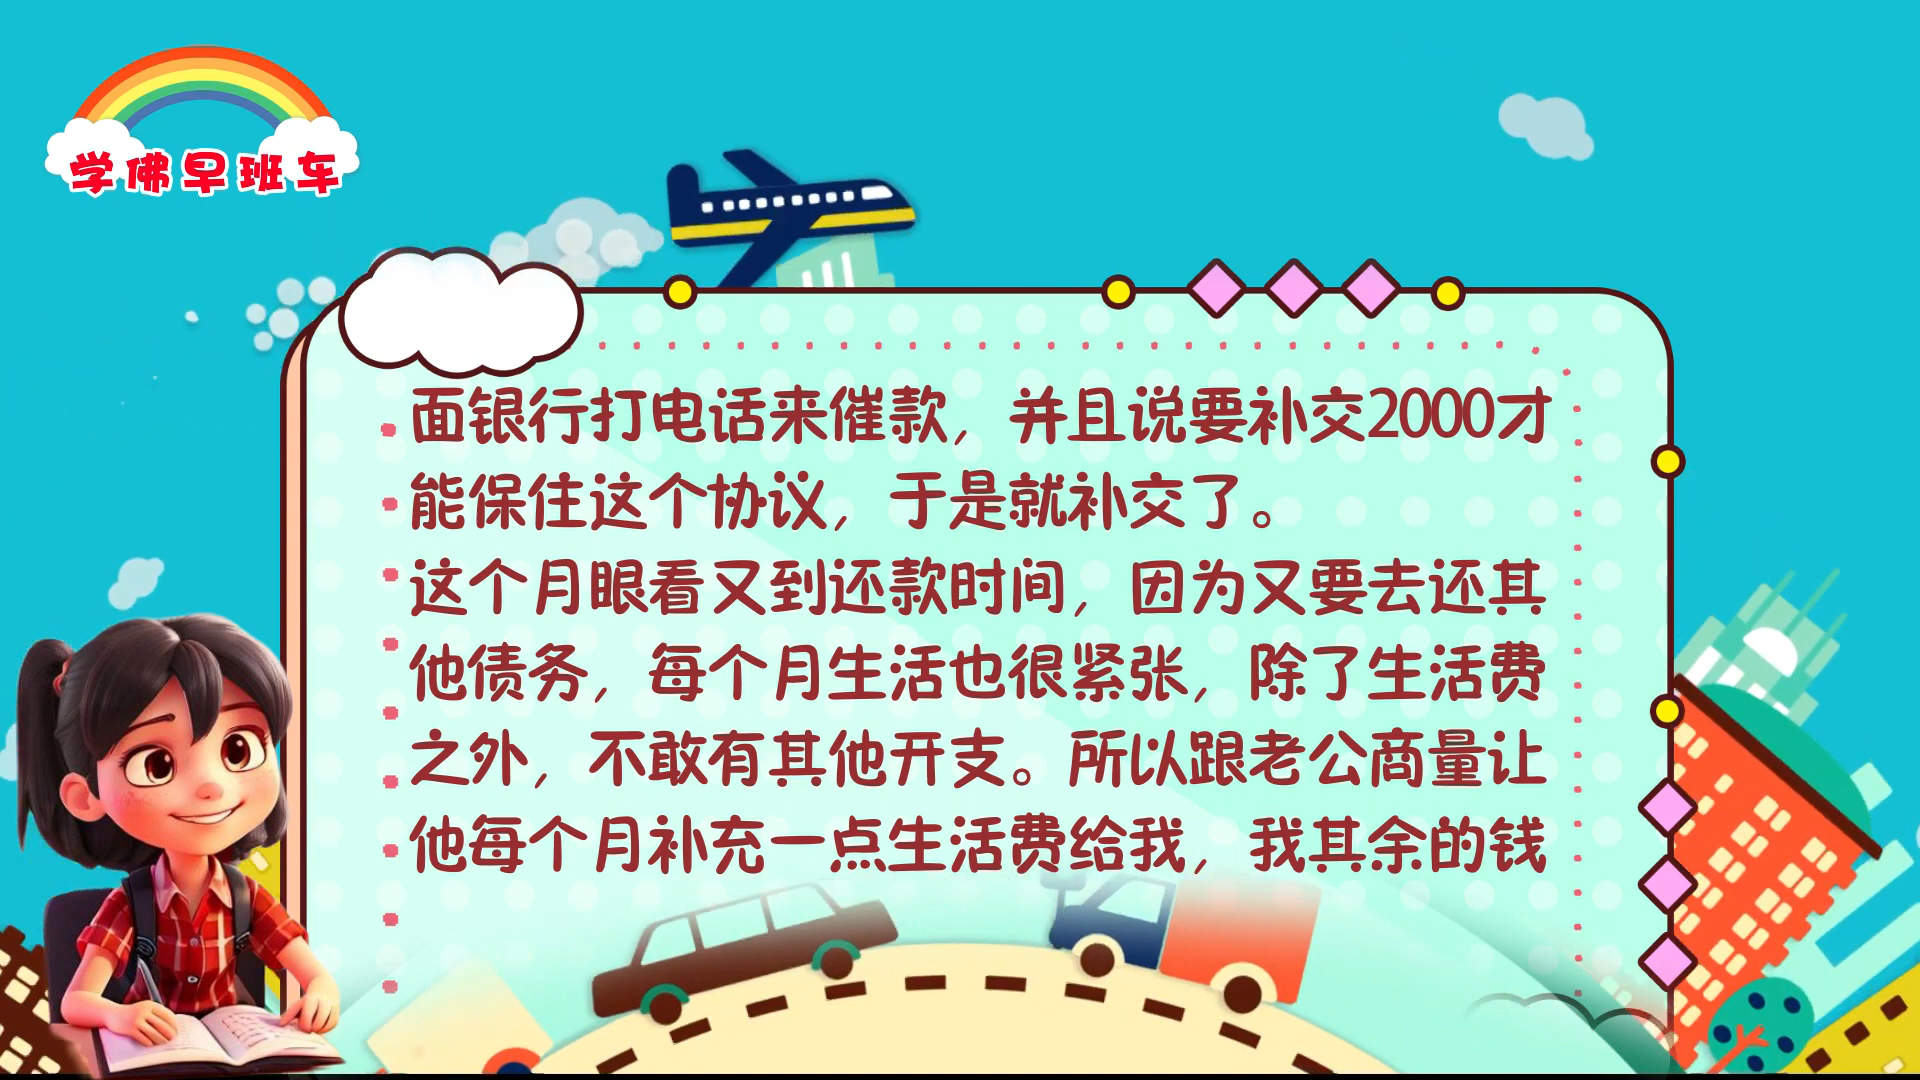 学佛早班车
面银行打电话来催款，并且说要补交2000才
能保住这个协议，于是就补交了。
这个月眼看又到还款时间，因为又要去还其
他债务，每个月生活也很紧张，除了生活费
之外，不敢有其他开支。所以跟老公商量让
他每个月补充一点生活费给我，我其余的钱